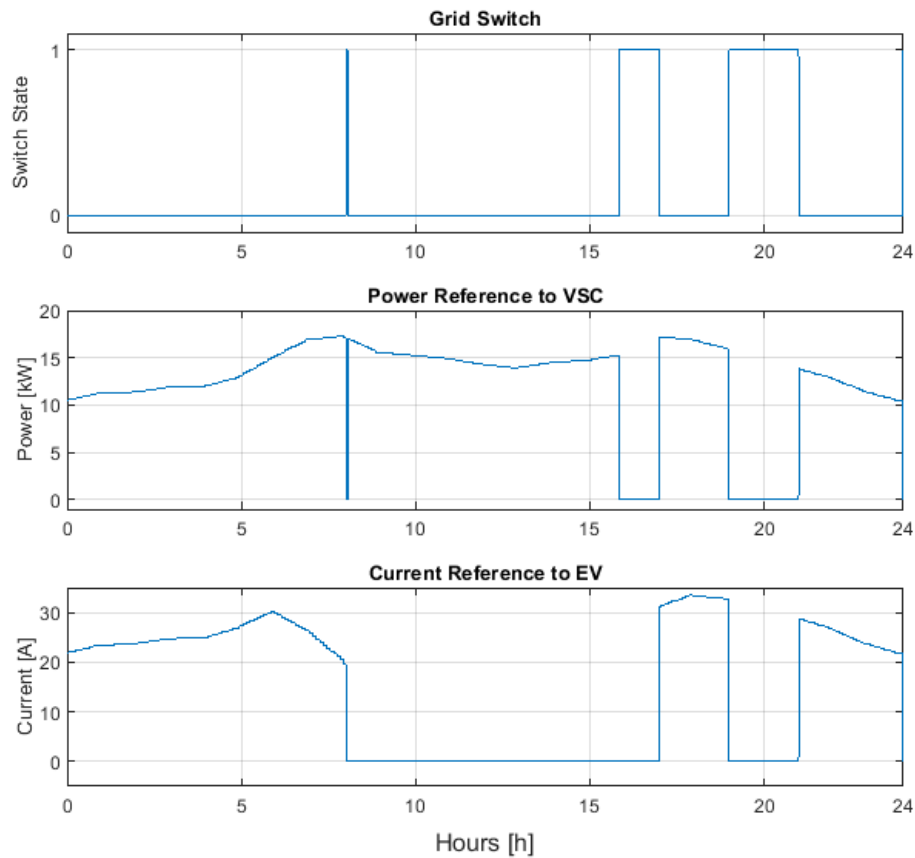 Grid Switch
Switch State
1
0
0 5 10 15 20 24
Power Reference to VSC
Power [kW]
20
15
10
5
0
0 5 10 15 20 24
Current Reference to EV
Current [A]
30
20
10
0
0 5 10 15 20 24
Hours [h]